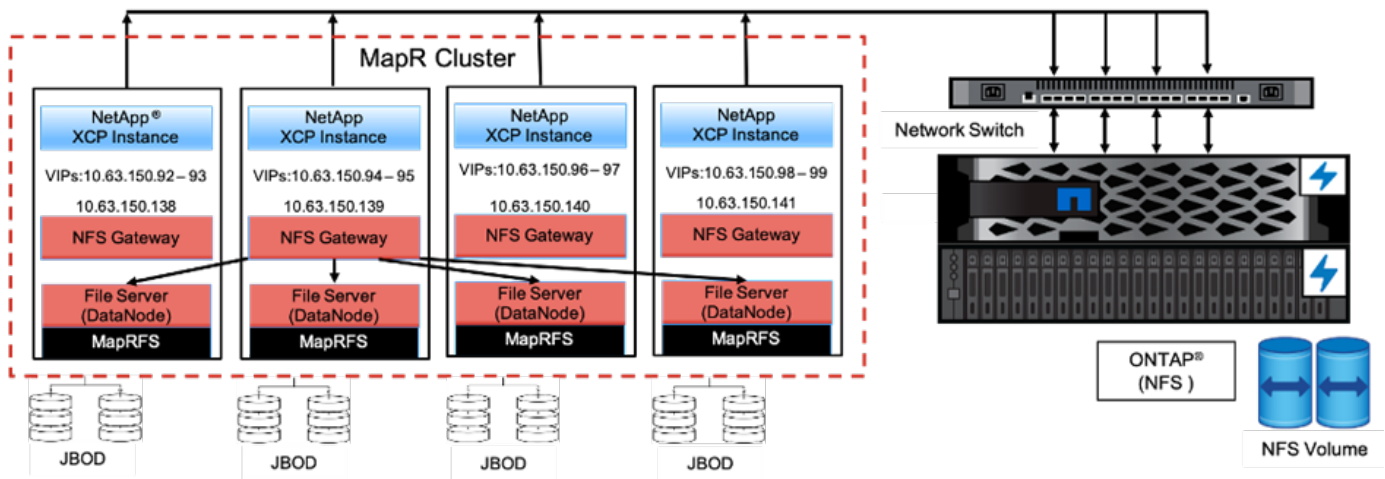 MapR Cluster
NetApp®
XCP Instance
VIPs:10.63.150.92–93
10.63.150.138
NFS Gateway
File Server
(DataNode)
MapRFS
JBOD
NetApp
XCP Instance
VIPs:10.63.150.94–95
10.63.150.139
NFS Gateway
File Server
(DataNode)
MapRFS
JBOD
NetApp
XCP Instance
VIPs:10.63.150.96–97
10.63.150.140
NFS Gateway
File Server
(DataNode)
MapRFS
JBOD
NetApp
XCP Instance
VIPs:10.63.150.98–99
10.63.150.141
NFS Gateway
File Server
(DataNode)
MapRFS
JBOD
Network Switch
ONTAP®
(NFS )
NFS Volume